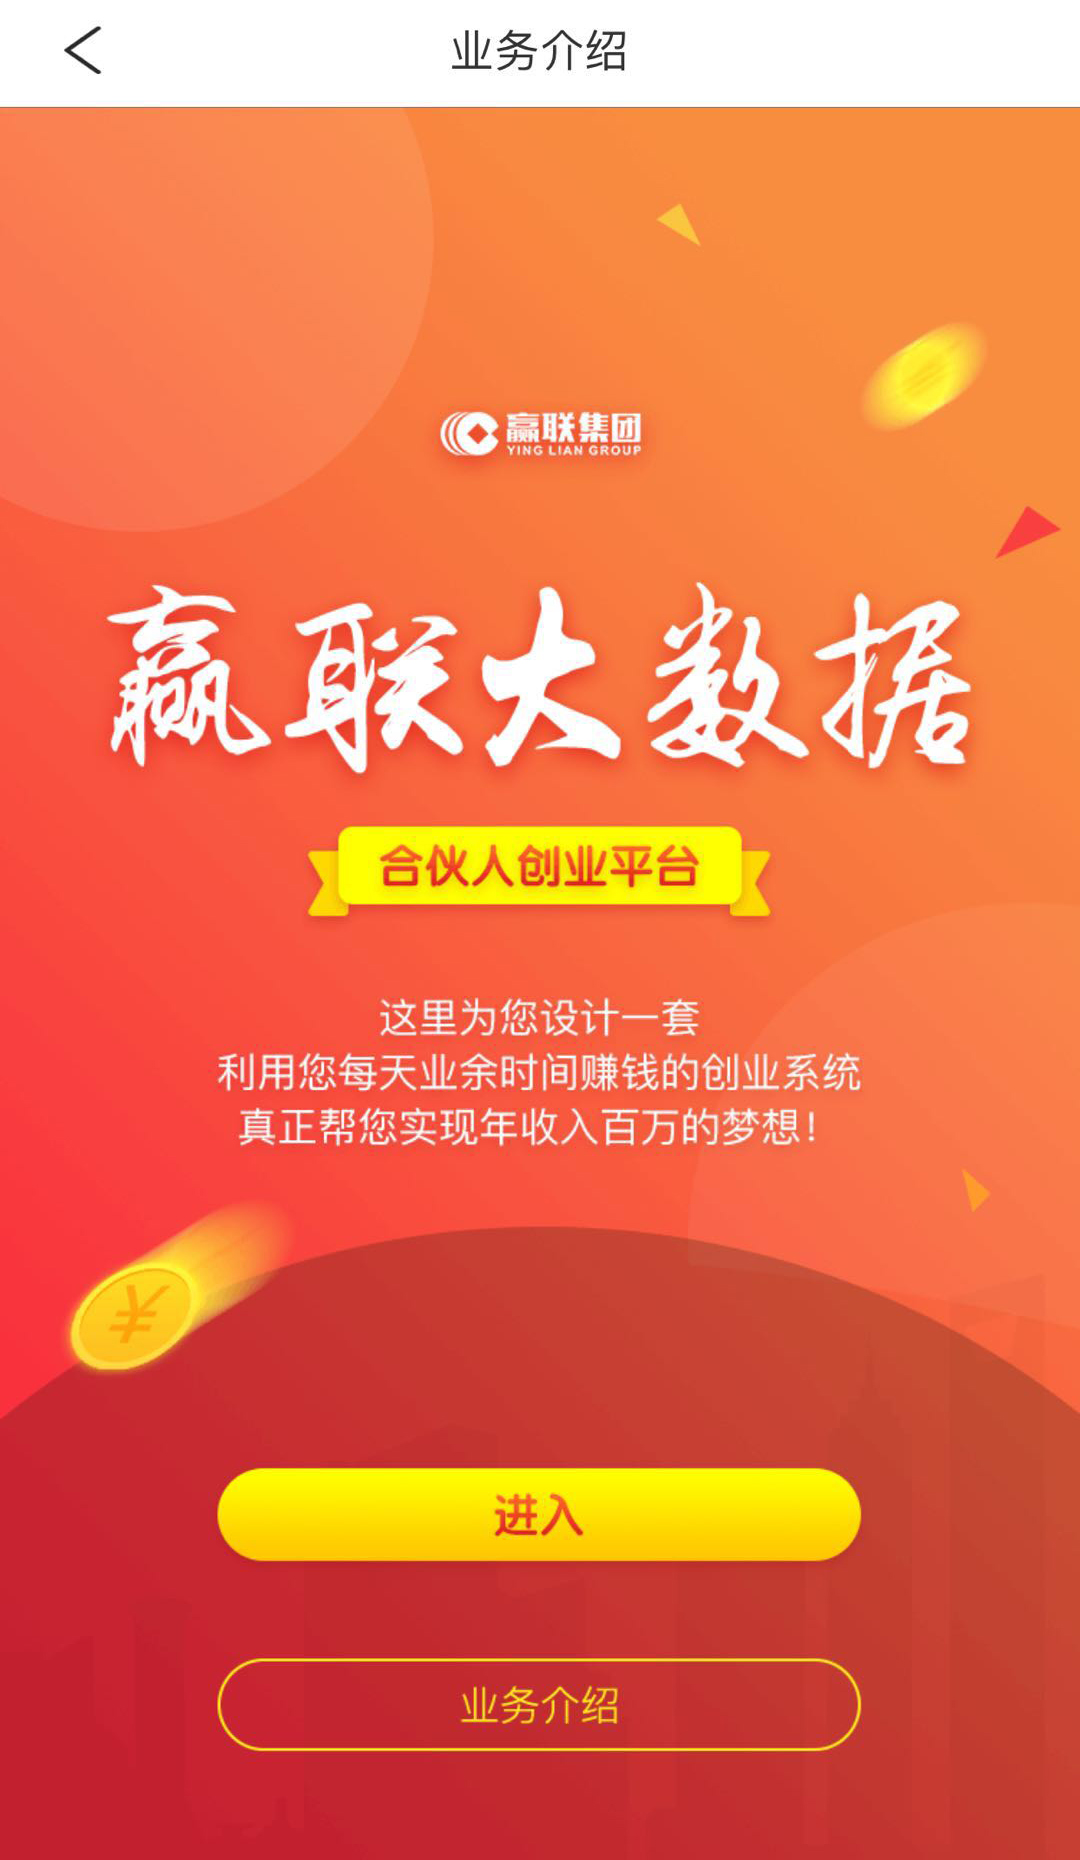 业务介绍
赢联集团
YING LIAN GROUP
赢联大数据
合伙人创业平台
这里为您设计一套
利用您每天业余时间赚钱的创业系统
真正帮您实现年收入百万的梦想！
¥
进入
业务介绍